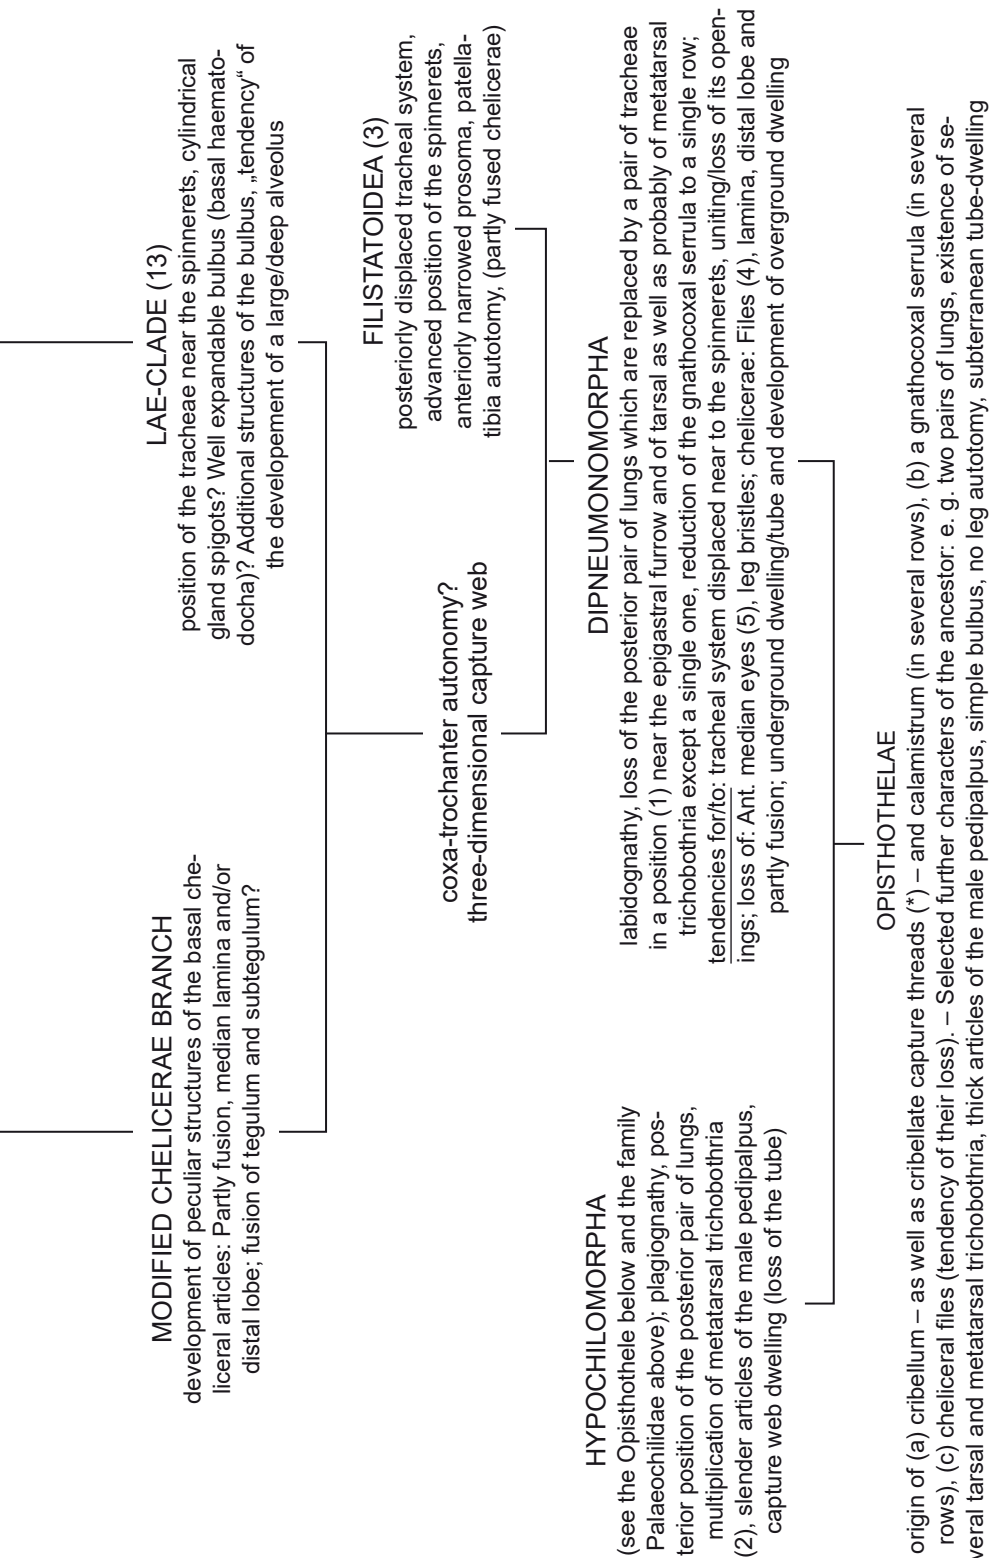 MODIFIED CHELICERAE BRANCH
development of peculiar structures of the basal che-
liceral articles: Partly fusion, median lamina and/or
distal lobe; fusion of tegulum and subtegulum?
LAE-CLADE (13)
position of the tracheae near the spinnerets, cylindrical
gland spigots? Well expandable bulbus (basal haemato-
docha)? Additional structures of the bulbus, „tendency“ of
the developement of a large/deep alveolus
FILISTATOIDEA (3)
posteriorly displaced tracheal system,
advanced position of the spinnerets,
anteriorly narrowed prosoma, patella-
tibia autotomy, (partly fused chelicerae)
coxa-trochanter autonomy?
three-dimensional capture web
HYPOCHILOMORPHA
(see the Opisthothele below and the family
Palaeochilidae above); plagiognathy, pos-
terior position of the posterior pair of lungs,
multiplication of metatarsal trichobothria
(2), slender articles of the male pedipalpus,
capture web dwelling (loss of the tube)
DIPNEUMONOMORPHA
labidognathy, loss of the posterior pair of lungs which are replaced by a pair of tracheae
in a position (1) near the epigastral furrow and of tarsal as well as probably of metatarsal
trichobothria except a single one, reduction of the gnathocoxal serrula to a single row;
tendencies for/to: tracheal system displaced near to the spinnerets, uniting/loss of its open-
ings; loss of: Ant. median eyes (5), leg bristles; chelicerae: Files (4), lamina, distal lobe and
partly fusion; underground dwelling/tube and development of overground dwelling
OPISTHOTHELAE
origin of (a) cribellum – as well as cribellate capture threads (*) – and calamistrum (in several rows), (b) a gnathocoxal serrula (in several
rows), (c) cheliceral files (tendency of their loss). – Selected further characters of the ancestor: e. g. two pairs of lungs, existence of se-
veral tarsal and metatarsal trichobothria, thick articles of the male pedipalpus, simple bulbus, no leg autotomy, subterranean tube-dwelling